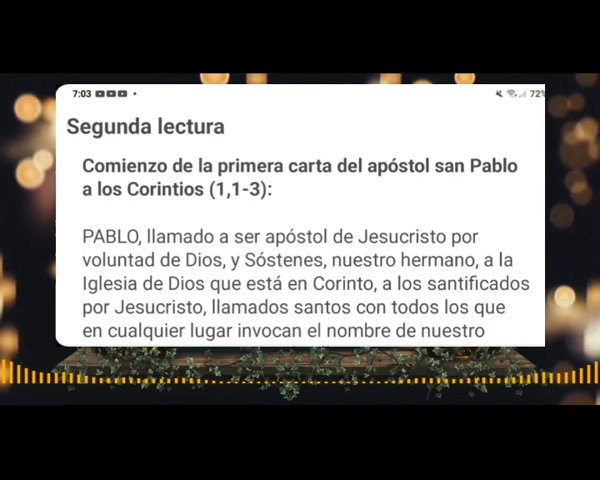 7:03
72%
Segunda lectura
Comienzo de la primera carta del apóstol san Pablo
a los Corintios (1,1-3):
PABLO, llamado a ser apóstol de Jesucristo por
voluntad de Dios, y Sóstenes, nuestro hermano, a la
Iglesia de Dios que está en Corinto, a los santificados
por Jesucristo, llamados santos con todos los que
en cualquier lugar invocan el nombre de nuestro